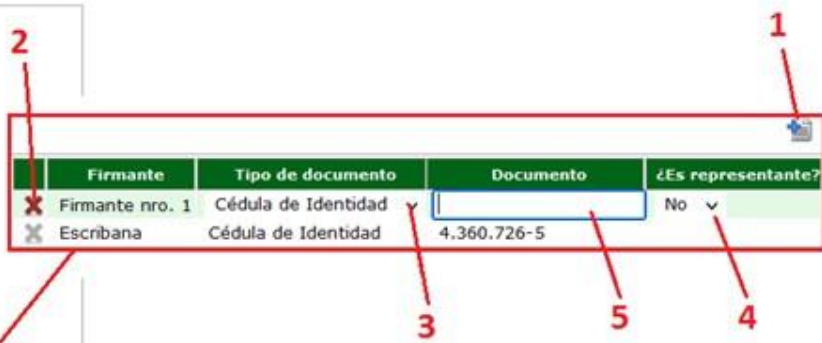 1
2
Firmante Tipo de documento Documento ¿Es representante?
Firmante nro. 1 Cédula de Identidad No
Escribana Cédula de Identidad 4.360.726-5
3 5 4